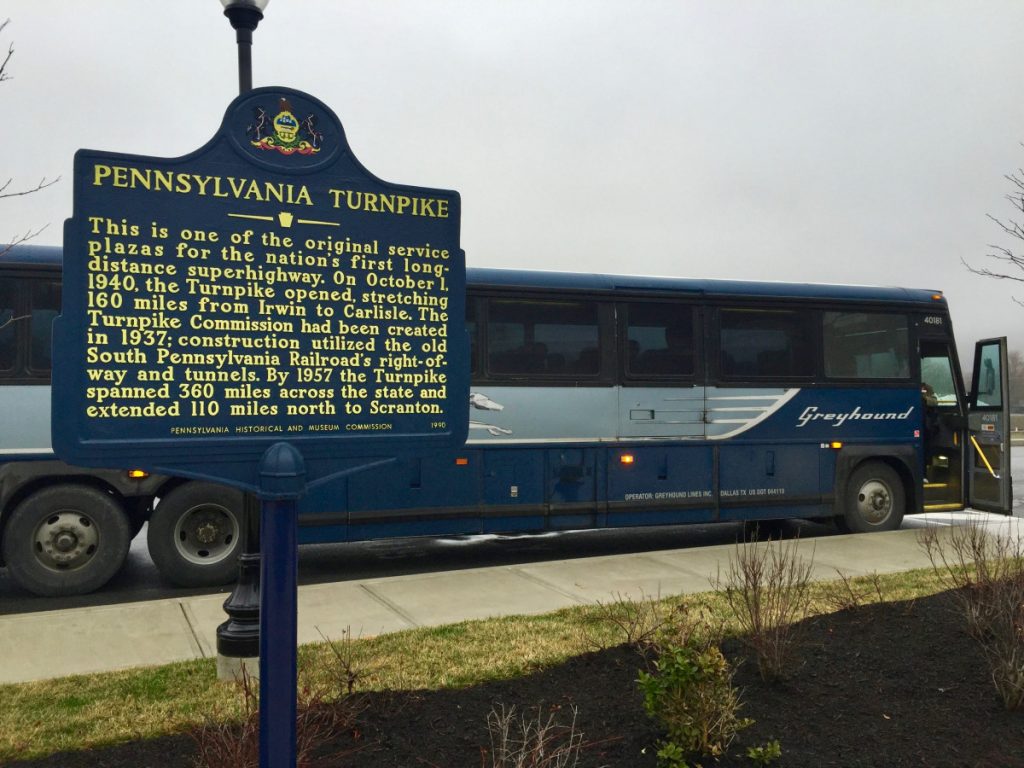 PENNSYLVANIA TURNPIKE
This is one of the original service
plazas for the nation's first long-
distance superhighway. On October 1,
1940, the Turnpike opened, stretching
160 miles from Irwin to Carlisle. The
Turnpike Commission had been created
in 1937; construction utilized the old
South Pennsylvania Railroad's right-of-
way and tunnels. By 1957 the Turnpike
spanned 360 miles across the state and
extended 110 miles north to Scranton.
PENNSYLVANIA HISTORICAL AND MUSEUM COMMISSION 1990
40181
Greyhound
40181
OPERATOR: GREYHOUND LINES INC. DALLAS TX US DOT 044110